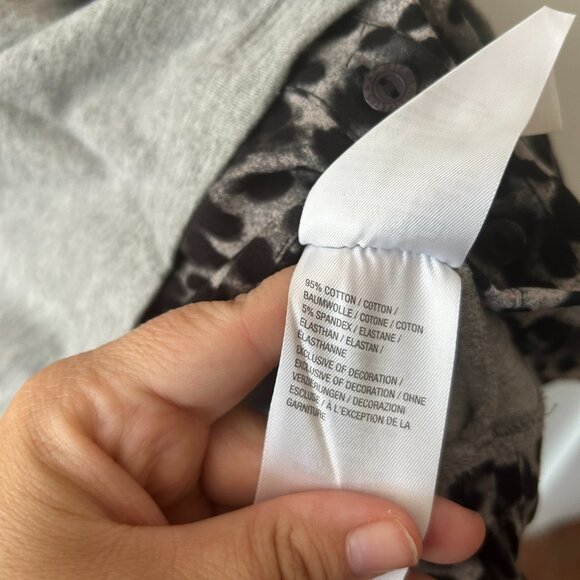 95% COTTON / COTTON /
BAUMWOLLE / COTONE / COTON
5% SPANDEX / ELASTANE /
ELASTHAN / ELASTAN /
ÉLASTHANNE
EXCLUSIVE OF DECORATION /
EXCLUSIVE OF DECORATION / OHNE
VERZIERUNGEN / DECORAZIONI
ESCLUSE / À L'EXCEPTION DE LA
GARNITURE